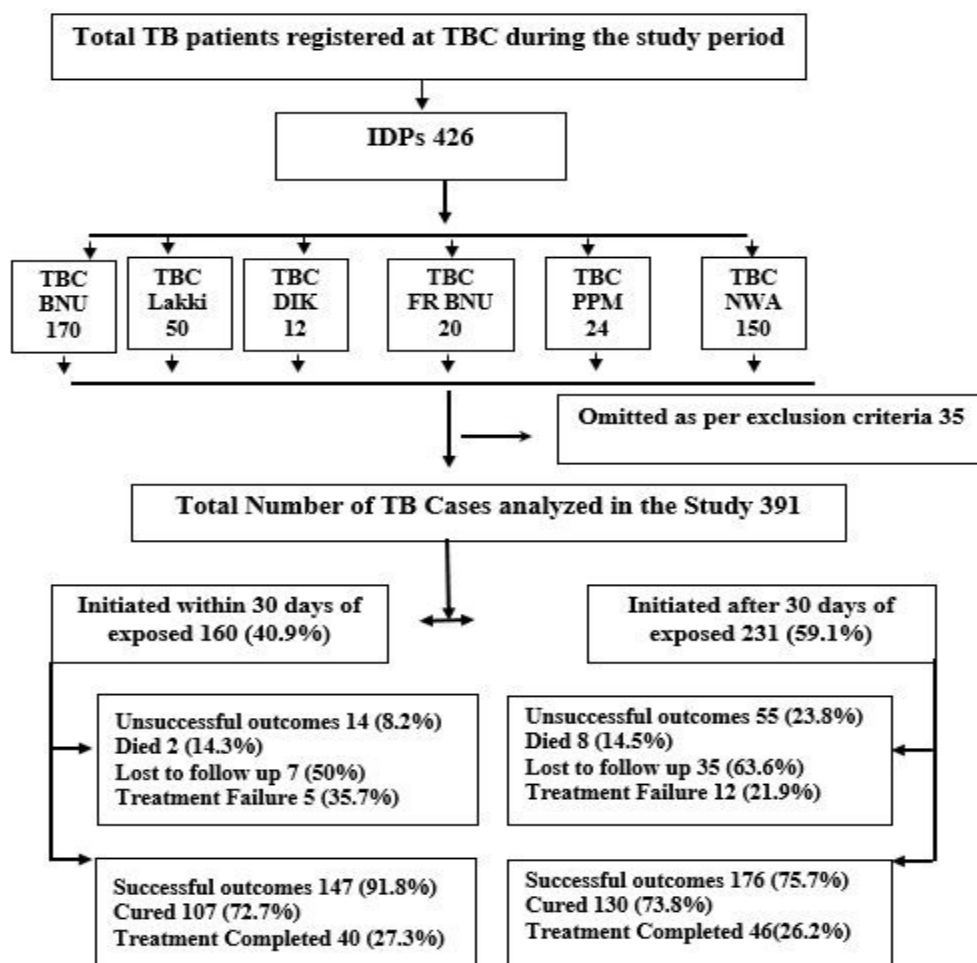 Total TB patients registered at TBC during the study period
IDPs 426
TBC
BNU
170
TBC
Lakki
50
TBC
DIK
12
TBC
FR BNU
20
TBC
PPM
24
TBC
NWA
150
Omitted as per exclusion criteria 35
Total Number of TB Cases analyzed in the Study 391
Initiated within 30 days of
exposed 160 (40.9%)
Initiated after 30 days of
exposed 231 (59.1%)
Unsuccessful outcomes 14 (8.2%)
Died 2 (14.3%)
Lost to follow up 7 (50%)
Treatment Failure 5 (35.7%)
Unsuccessful outcomes 55 (23.8%)
Died 8 (14.5%)
Lost to follow up 35 (63.6%)
Treatment Failure 12 (21.9%)
Successful outcomes 147 (91.8%)
Cured 107 (72.7%)
Treatment Completed 40 (27.3%)
Successful outcomes 176 (75.7%)
Cured 130 (73.8%)
Treatment Completed 46(26.2%)